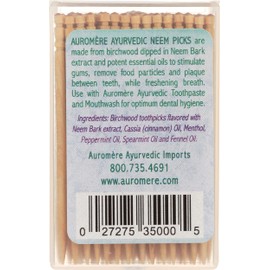 AUROMÈRE AYURVEDIC NEEM PICKS are
made from birchwood dipped in Neem Bark
extract and potent essential oils to stimulate
gums, remove food particles and plaque
between teeth, while freshening breath.
Use with Auromère Ayurvedic Toothpaste
and Mouthwash for optimum dental hygiene.
Ingredients: Birchwood toothpicks flavored with
Neem Bark extract, Cassia (cinnamon) Oil, Menthol,
Peppermint Oil, Spearmint Oil and Fennel Oil.
Auromère Ayurvedic Imports
800.735.4691
www.auromere.com
0 27275 35000 5